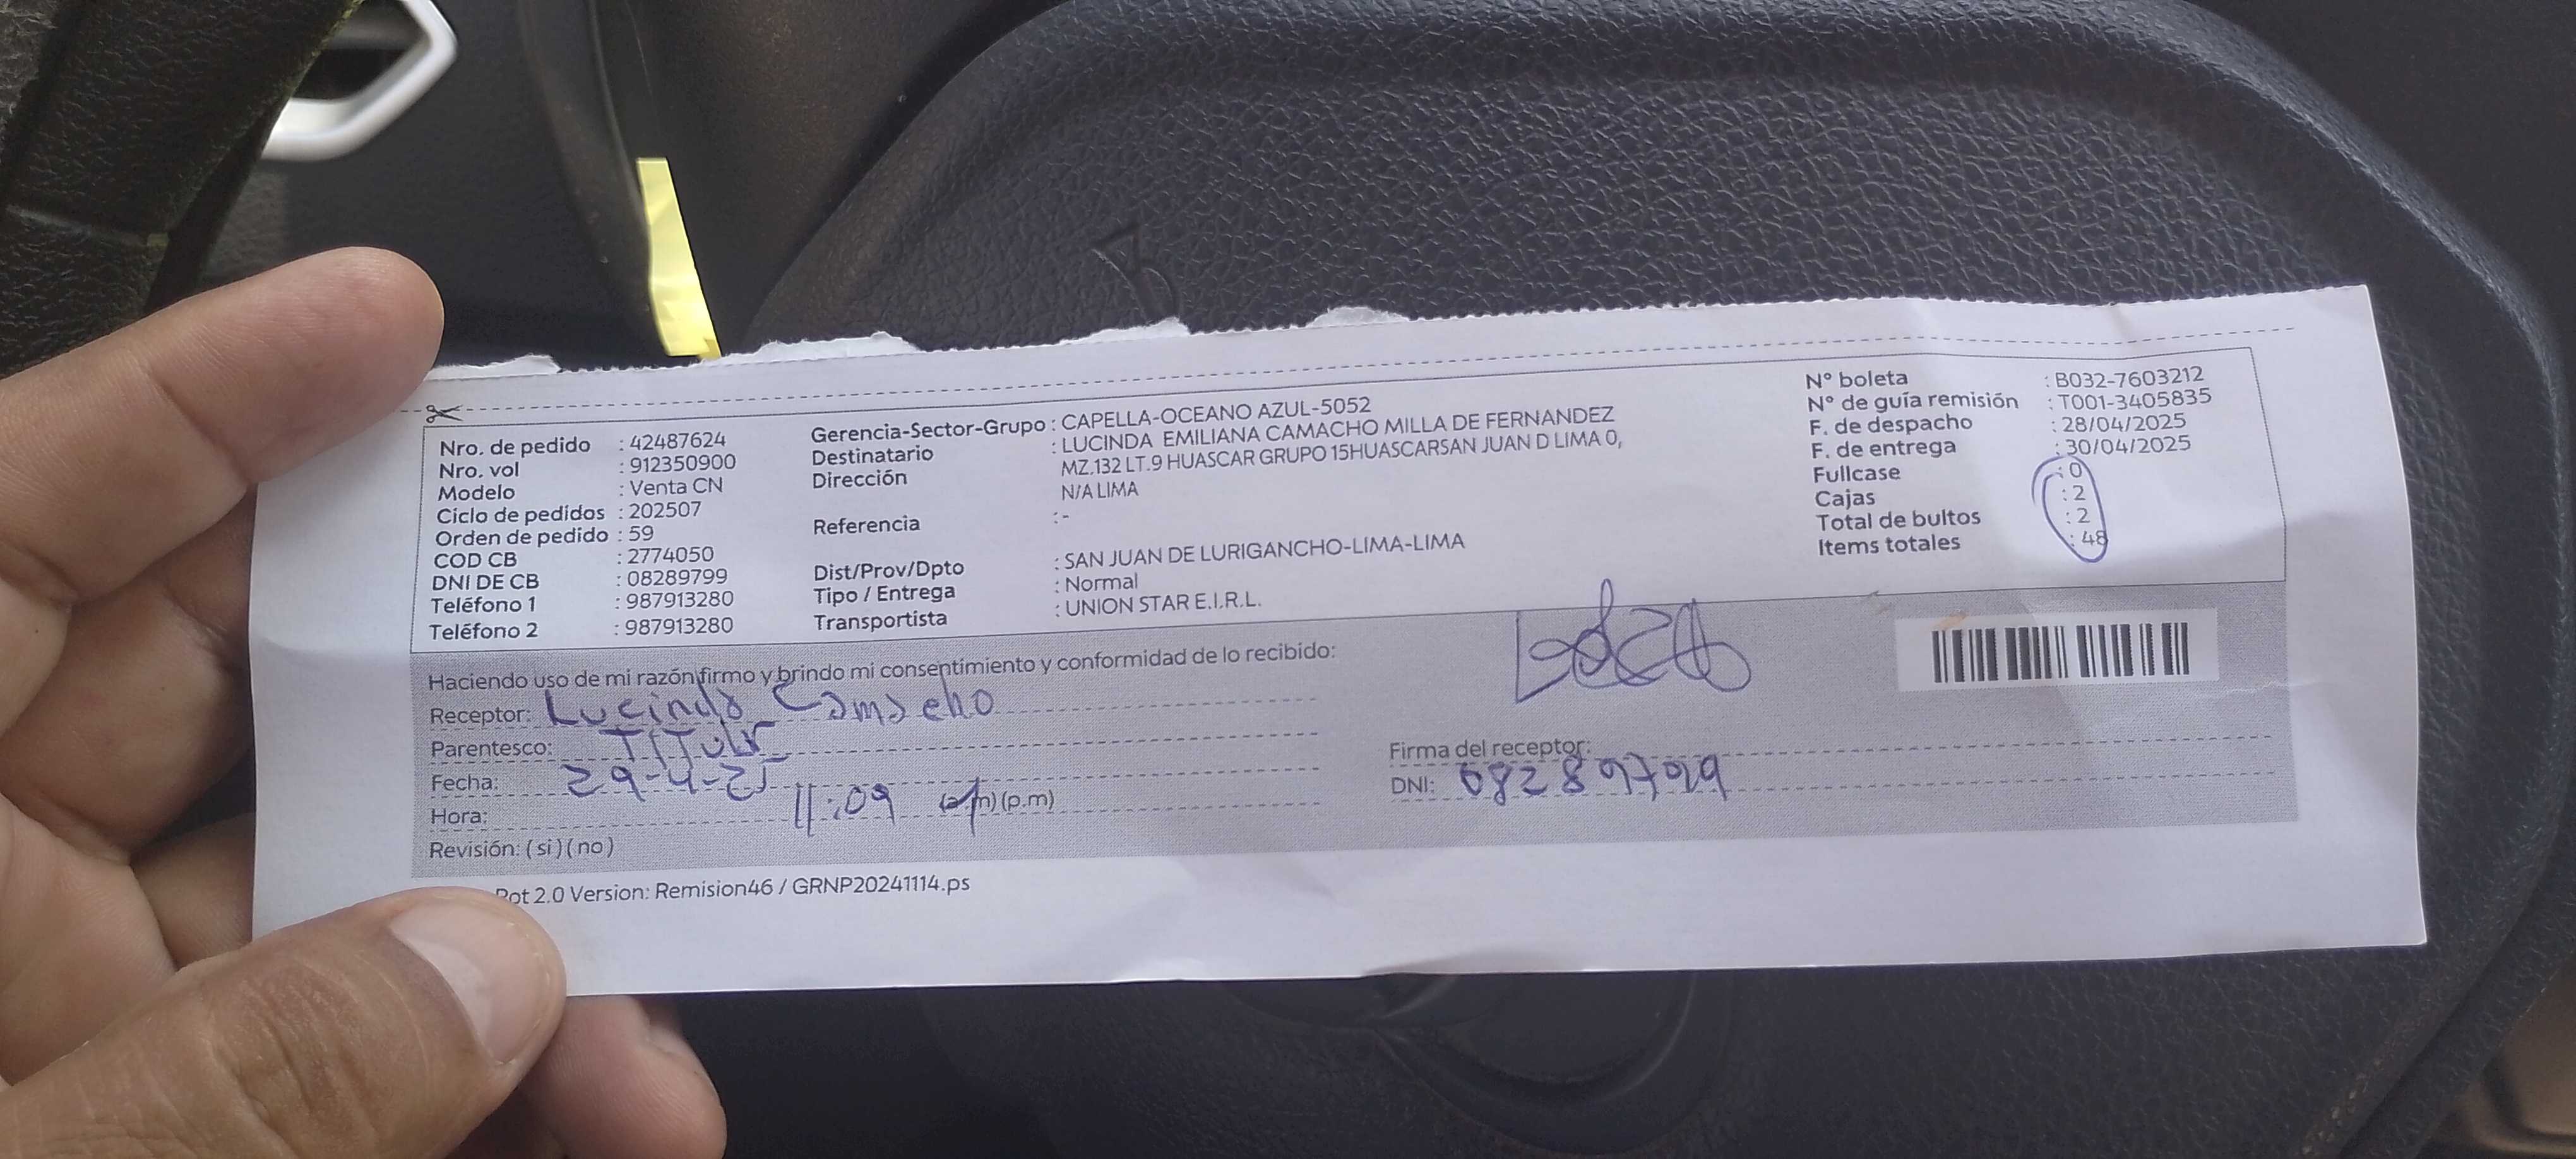 Nro. de pedido : 42487624
Nro. vol : 912350900
Modelo : Venta CN
Ciclo de pedidos : 202507
Orden de pedido : 59
COD CB : 2774050
DNI DE CB : 08289799
Teléfono 1 : 987913280
Teléfono 2 : 987913280
Gerencia-Sector-Grupo : CAPELLA-OCEANO AZUL-5052
Destinatario : LUCINDA EMILIANA CAMACHO MILLA DE FERNANDEZ
Dirección MZ.132 LT.9 HUASCAR GRUPO 15HUASCARSAN JUAN D LIMA 0,
N/A LIMA
Referencia : -
Dist/Prov/Dpto : SAN JUAN DE LURIGANCHO-LIMA-LIMA
Tipo / Entrega : Normal
Transportista : UNION STAR E.I.R.L.
N° boleta : B032-7603212
N° de guía remisión : T001-3405835
F. de despacho : 28/04/2025
F. de entrega : 30/04/2025
Fullcase : 0
Cajas : 2
Total de bultos : 2
Items totales : 48
Haciendo uso de mi razón firmo y brindo mi consentimiento y conformidad de lo recibido:
Receptor: Lucinda Camacho
Parentesco: TITULR
Fecha: 29-4-25
Hora: 11:09 (a.m) (p.m)
Revisión: (si) (no)
Firma del receptor:
DNI: 08289799
Pot 2.0 Version: Remision46 / GRNP20241114.ps